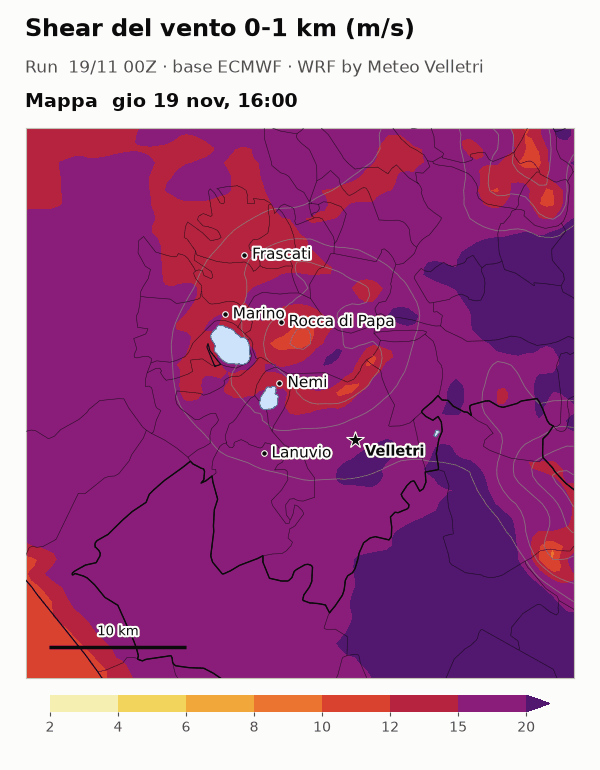 Shear del vento 0-1 km (m/s)
Run 19/11 00Z · base ECMWF · WRF by Meteo Velletri
Mappa gio 19 nov, 16:00
Frascati
Marino
Rocca di Papa
Nemi
Velletri
Lanuvio
10 km
2 4 6 8 10 12 15 20